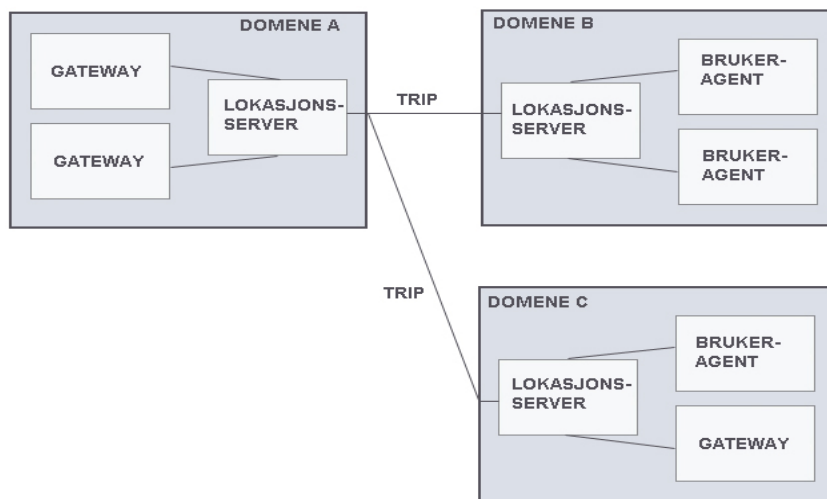 DOMENE A
GATEWAY
LOKASJONS-
SERVER
GATEWAY
TRIP
DOMENE B
BRUKER-
AGENT
LOKASJONS-
SERVER
BRUKER-
AGENT
TRIP
DOMENE C
BRUKER-
AGENT
LOKASJONS-
SERVER
GATEWAY